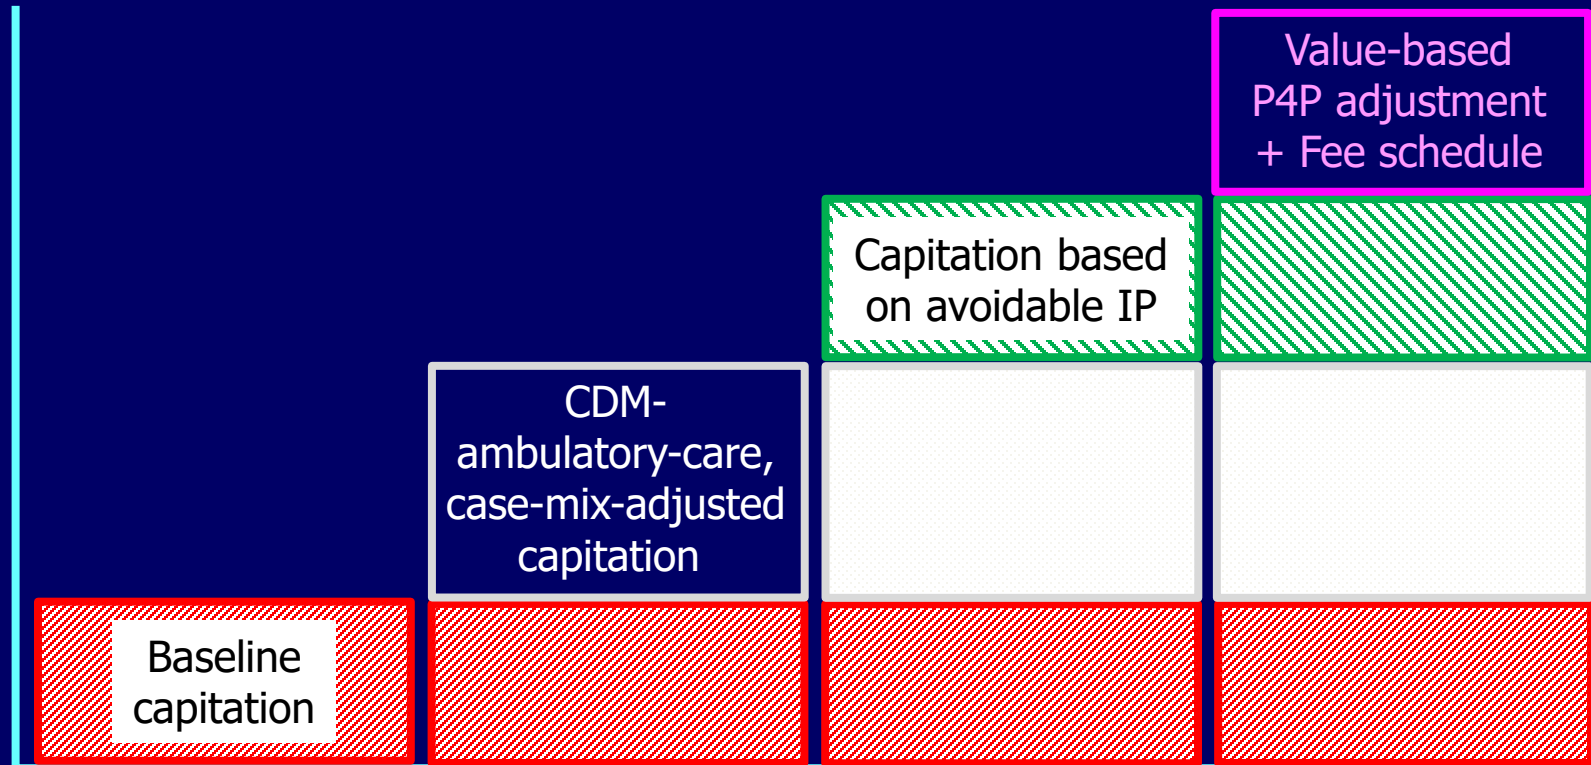 Value-based
P4P adjustment
+ Fee schedule
Capitation based
on avoidable IP
CDM-
ambulatory-care,
case-mix-adjusted
capitation
Baseline
capitation